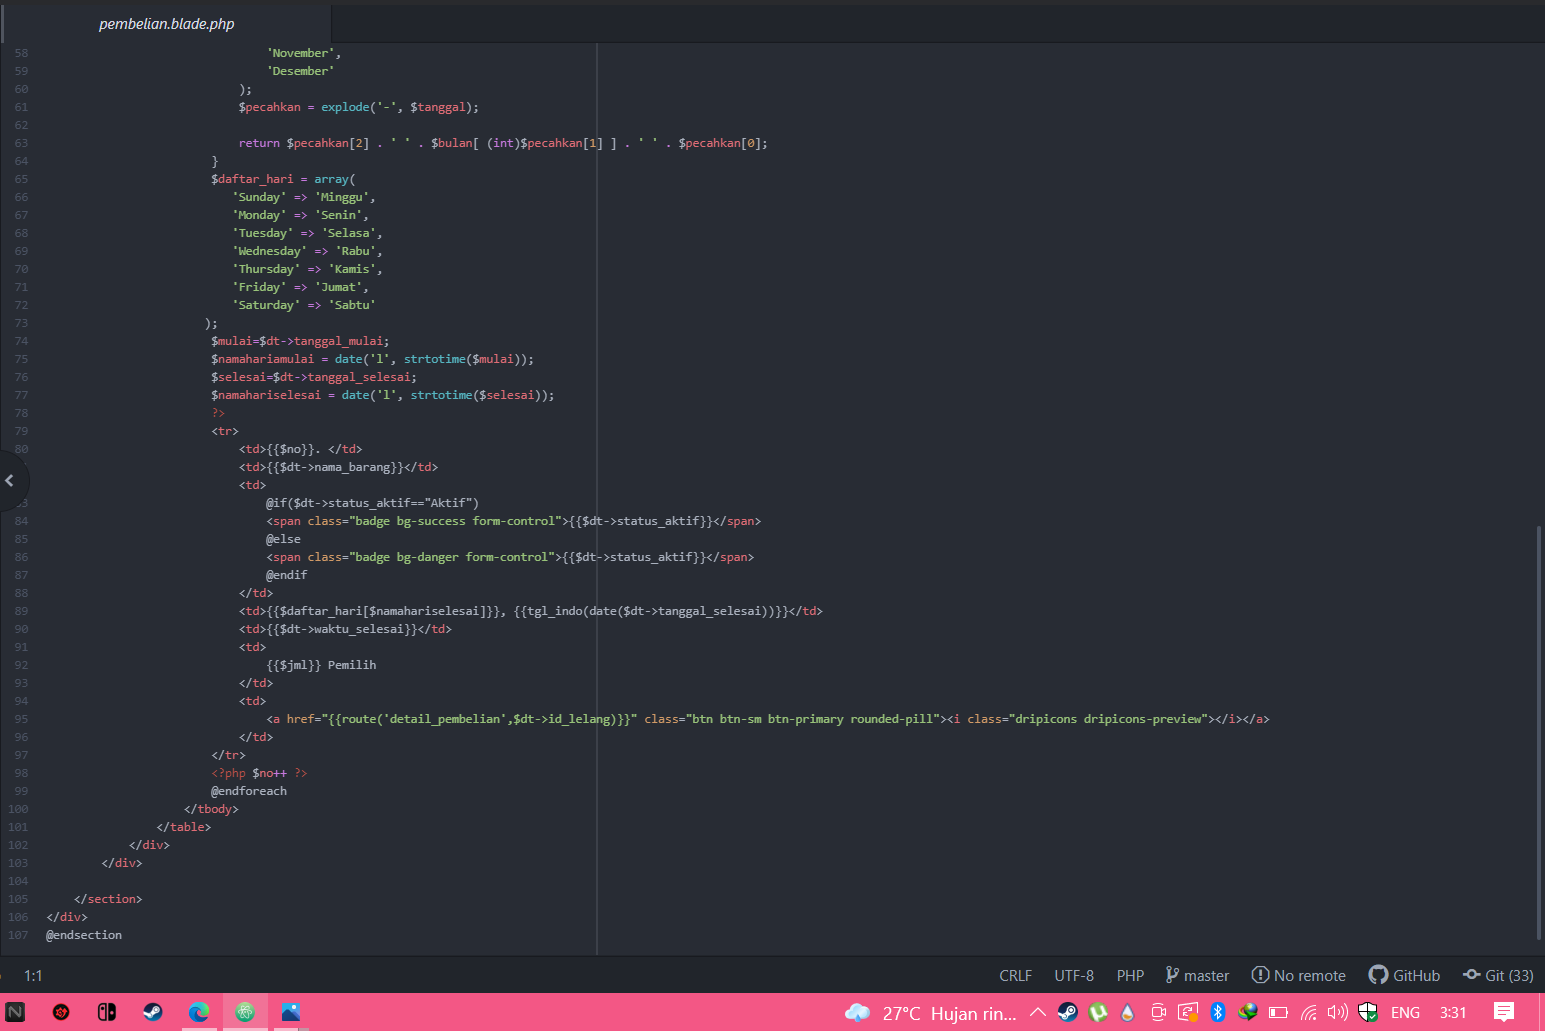 pembelian.blade.php
58 'November',
59 'Desember'
60 );
61 $pecahkan = explode('-', $tanggal);
62
63 return $pecahkan[2] . ' ' . $bulan[ (int)$pecahkan[1] ] . ' ' . $pecahkan[0];
64 }
65 $daftar_hari = array(
66 'Sunday' => 'Minggu',
67 'Monday' => 'Senin',
68 'Tuesday' => 'Selasa',
69 'Wednesday' => 'Rabu',
70 'Thursday' => 'Kamis',
71 'Friday' => 'Jumat',
72 'Saturday' => 'Sabtu'
73 );
74 $mulai=$dt->tanggal_mulai;
75 $namahariamulai = date('l', strtotime($mulai));
76 $selesai=$dt->tanggal_selesai;
77 $namahariselesai = date('l', strtotime($selesai));
78 ?>
79 <tr>
80 <td>{{$no}}. </td>
<td>{{$dt->nama_barang}}</td>
<td>
@if($dt->status_aktif=="Aktif")
84 <span class="badge bg-success form-control">{{$dt->status_aktif}}</span>
85 @else
86 <span class="badge bg-danger form-control">{{$dt->status_aktif}}</span>
87 @endif
88 </td>
89 <td>{{$daftar_hari[$namahariselesai]}}, {{tgl_indo(date($dt->tanggal_selesai))}}</td>
90 <td>{{$dt->waktu_selesai}}</td>
91 <td>
92 {{$jml}} Pemilih
93 </td>
94 <td>
95 <a href="{{route('detail_pembelian',$dt->id_lelang)}}" class="btn btn-sm btn-primary rounded-pill"><i class="dripicons dripicons-preview"></i></a>
96 </td>
97 </tr>
98 <?php $no++ ?>
99 @endforeach
100 </tbody>
101 </table>
102 </div>
103 </div>
104
105 </section>
106 </div>
107 @endsection
1:1 CRLF UTF-8 PHP master No remote GitHub Git (33)
27°C Hujan rin... ENG 3:31